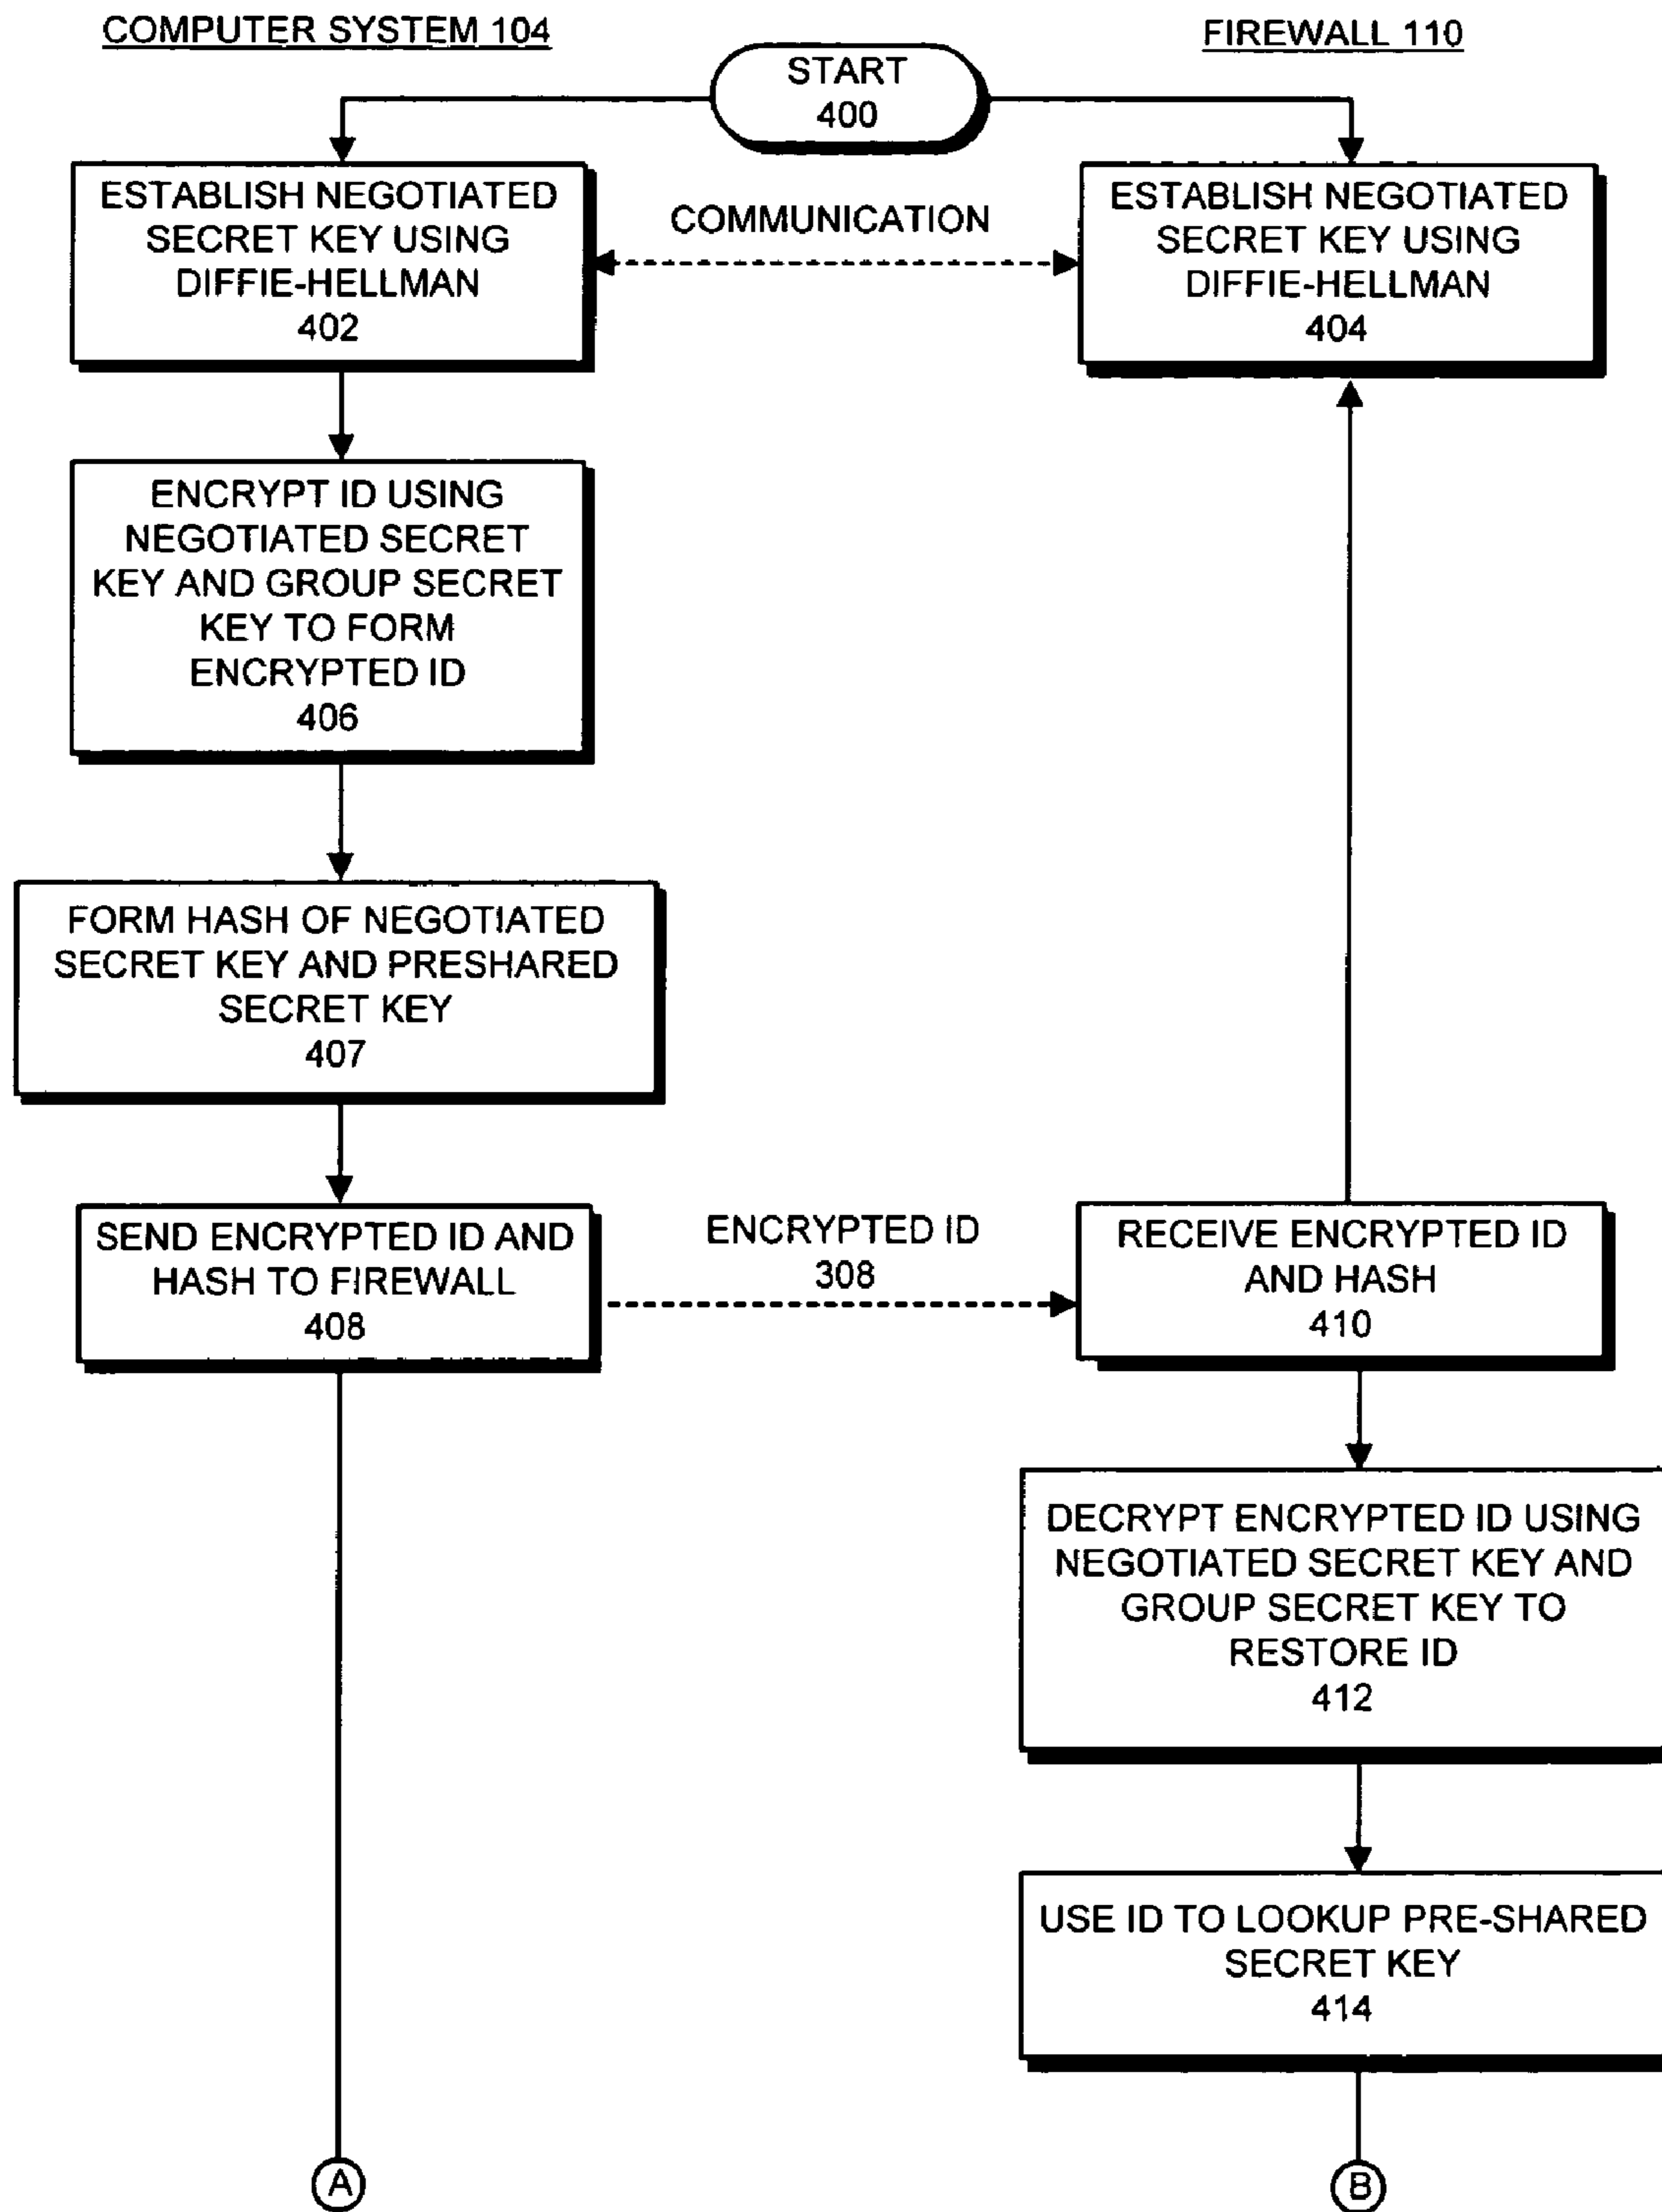 COMPUTER SYSTEM 104
FIREWALL 110
START
400
ESTABLISH NEGOTIATED
SECRET KEY USING
DIFFIE-HELLMAN
402
COMMUNICATION
ESTABLISH NEGOTIATED
SECRET KEY USING
DIFFIE-HELLMAN
404
ENCRYPT ID USING
NEGOTIATED SECRET
KEY AND GROUP SECRET
KEY TO FORM
ENCRYPTED ID
406
FORM HASH OF NEGOTIATED
SECRET KEY AND PRESHARED
SECRET KEY
407
SEND ENCRYPTED ID AND
HASH TO FIREWALL
408
ENCRYPTED ID
308
RECEIVE ENCRYPTED ID
AND HASH
410
DECRYPT ENCRYPTED ID USING
NEGOTIATED SECRET KEY AND
GROUP SECRET KEY TO
RESTORE ID
412
USE ID TO LOOKUP PRE-SHARED
SECRET KEY
414
A
B